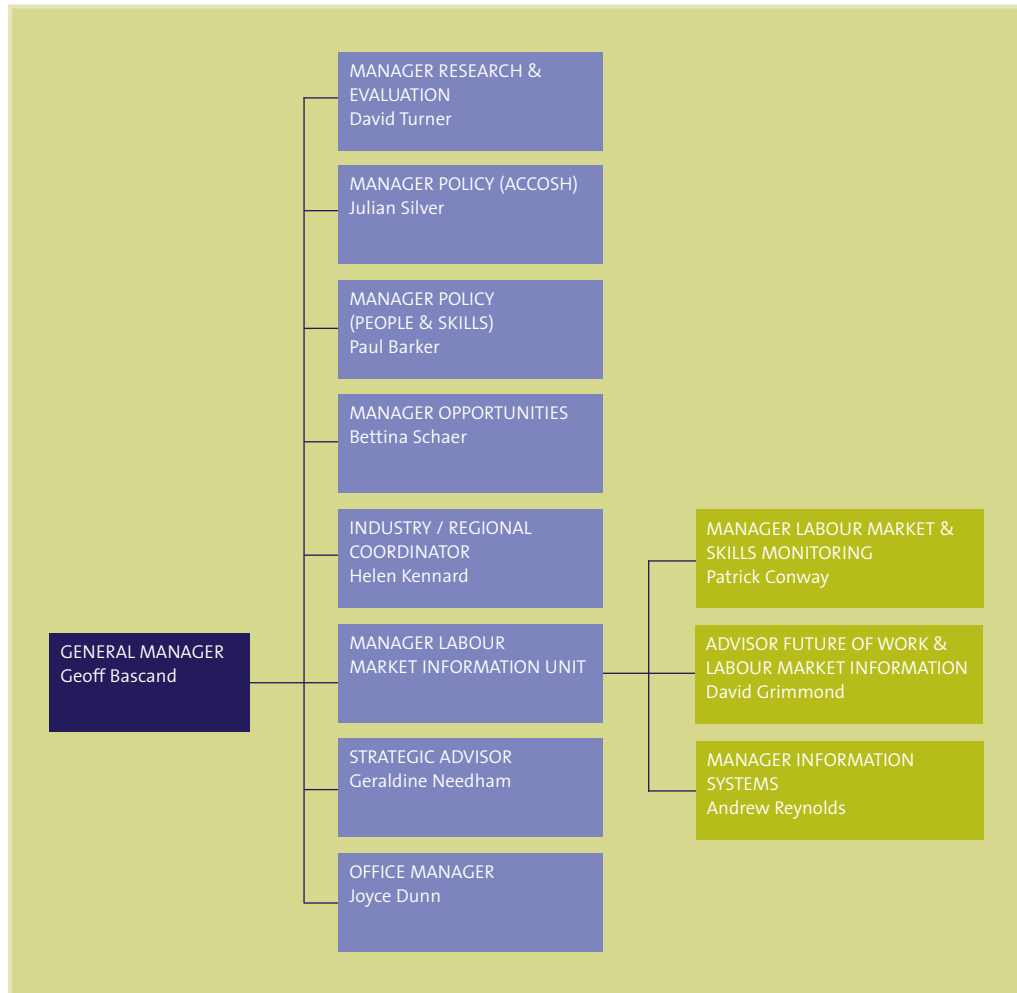 MANAGER RESEARCH &
EVALUATION
David Turner
MANAGER POLICY (ACCOSH)
Julian Silver
MANAGER POLICY
(PEOPLE & SKILLS)
Paul Barker
MANAGER OPPORTUNITIES
Bettina Schaer
INDUSTRY / REGIONAL
COORDINATOR
Helen Kennard
GENERAL MANAGER
Geoff Bascand
MANAGER LABOUR
MARKET INFORMATION UNIT
STRATEGIC ADVISOR
Geraldine Needham
OFFICE MANAGER
Joyce Dunn
MANAGER LABOUR MARKET &
SKILLS MONITORING
Patrick Conway
ADVISOR FUTURE OF WORK &
LABOUR MARKET INFORMATION
David Grimmond
MANAGER INFORMATION
SYSTEMS
Andrew Reynolds